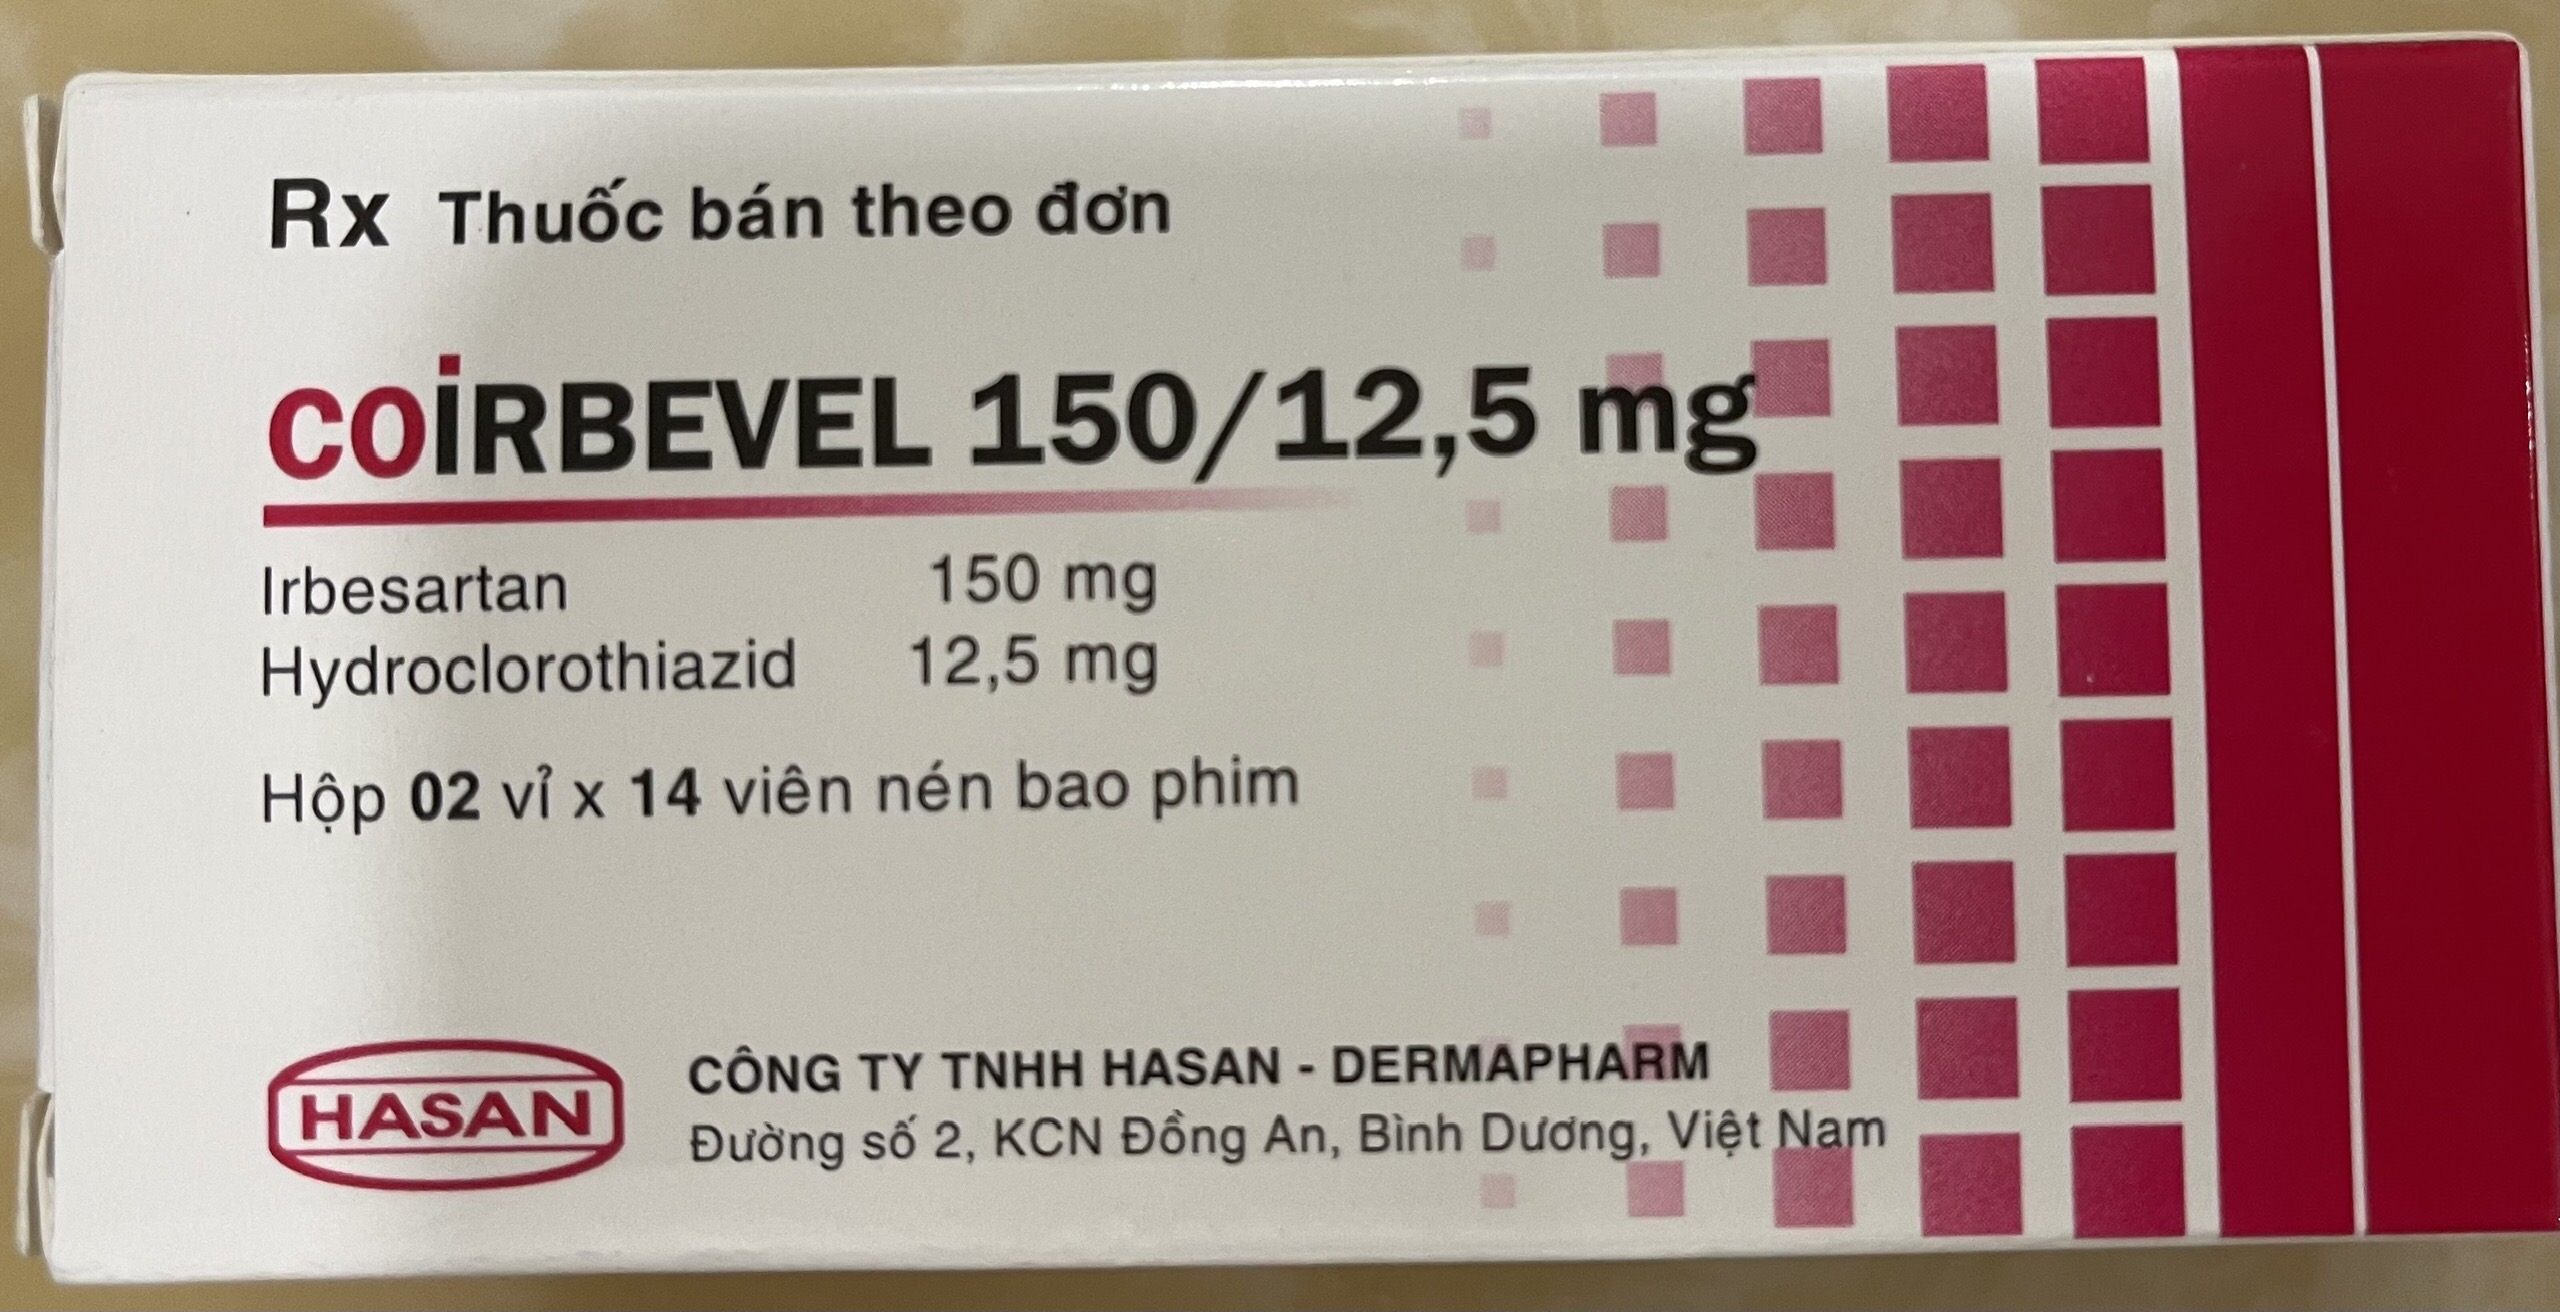 Rx Thuốc bán theo đơn
COİRBEVEL 150/12,5 mg
Irbesartan 150 mg
Hydroclorothiazid 12,5 mg
Hộp 02 vỉ x 14 viên nén bao phim
HASAN
CÔNG TY TNHH HASAN - DERMAPHARM
Đường số 2, KCN Đồng An, Bình Dương, Việt Nam